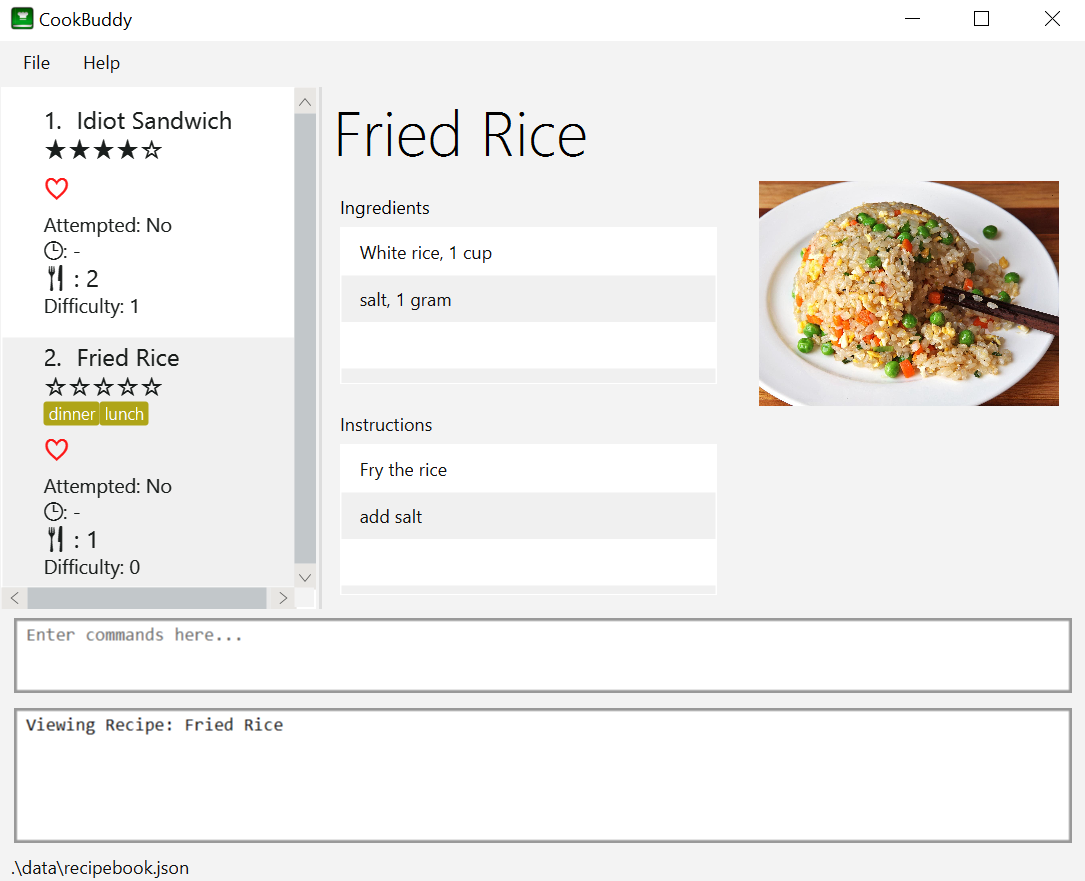 CookBuddy
File Help
1. Idiot Sandwich
★★★★☆
Attempted: No
: -
: 2
Difficulty: 1
2. Fried Rice
☆☆☆☆☆
dinner lunch
Attempted: No
: -
: 1
Difficulty: 0
Fried Rice
Ingredients
White rice, 1 cup
salt, 1 gram
Instructions
Fry the rice
add salt
Enter commands here...
Viewing Recipe: Fried Rice
.\data\recipebook.json